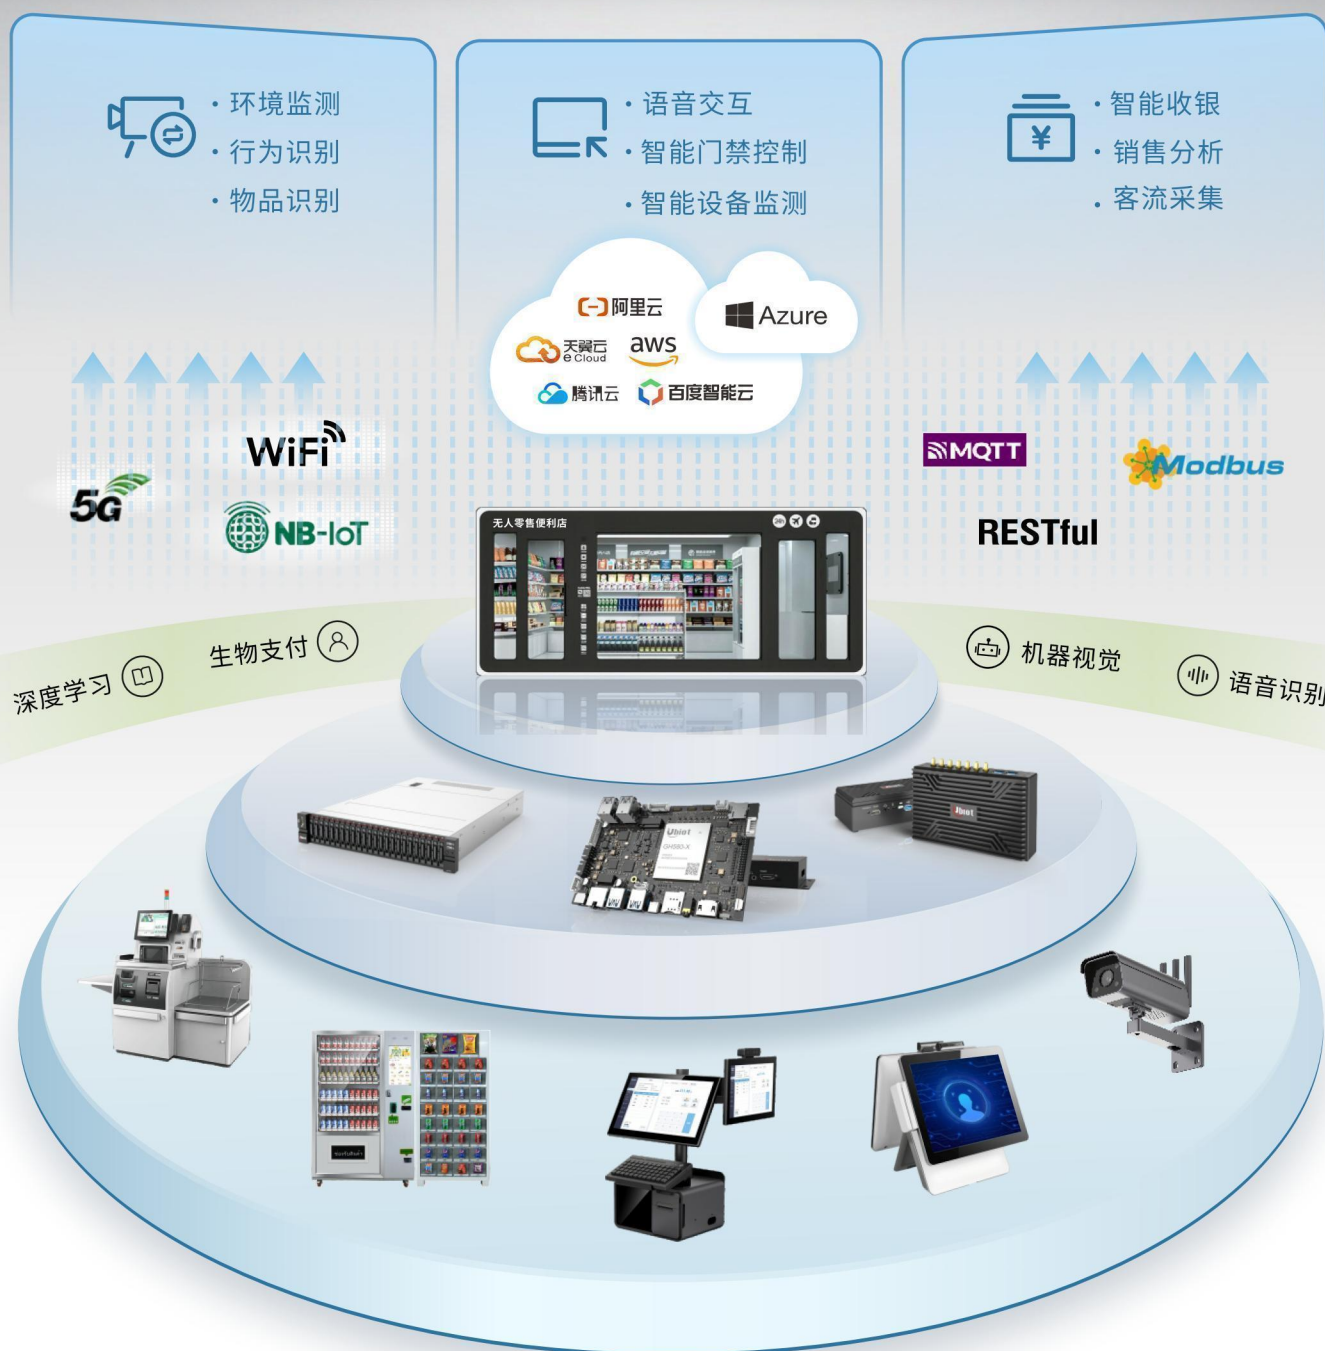 · 环境监测
· 行为识别
· 物品识别
· 语音交互
· 智能门禁控制
· 智能设备监测
¥
· 智能收银
· 销售分析
· 客流采集
阿里云
天翼云
e Cloud
aws
Azure
腾讯云
百度智能云
WiFi
5G
NB-IoT
MQTT
Modbus
RESTful
无人零售便利店
24h
深度学习
生物支付
机器视觉
语音识别
Ubiot
GH980-X
Ubiot